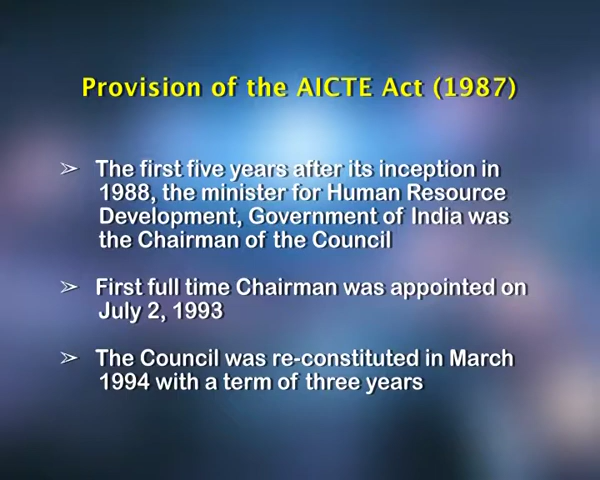 Provision of the AICTE Act (1987)
➢ The first five years after its inception in
1988, the minister for Human Resource
Development, Government of India was
the Chairman of the Council
➢ First full time Chairman was appointed on
July 2, 1993
➢ The Council was re-constituted in March
1994 with a term of three years